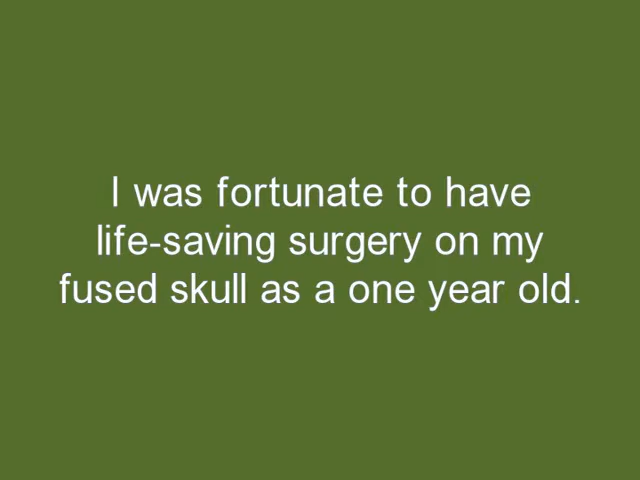 I was fortunate to have
life-saving surgery on my
fused skull as a one year old.